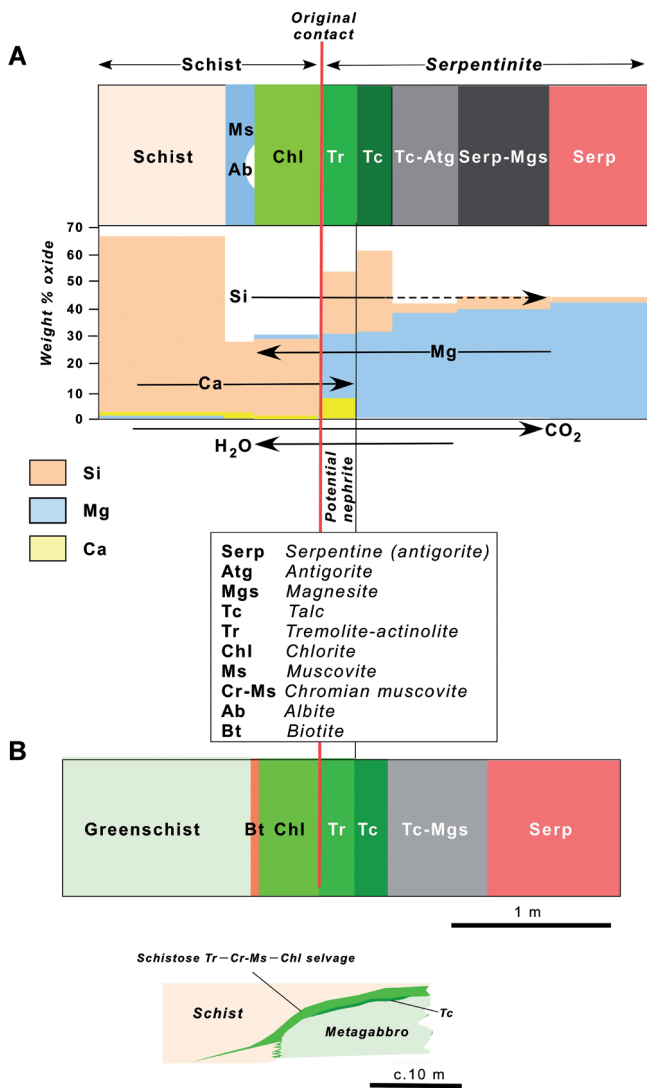 Original
contact
A
Schist
Serpentinite
Schist
Ms
Ab
Chl
Tr
Tc
Tc-Atg
Serp-Mgs
Serp
Weight % oxide
70
60
50
40
30
20
10
0
Si
Mg
Ca
H2O
CO2
Potential
nephrite
Si
Mg
Ca
Serp Serpentine (antigorite)
Atg Antigorite
Mgs Magnesite
Tc Talc
Tr Tremolite-actinolite
Chl Chlorite
Ms Muscovite
Cr-Ms Chromian muscovite
Ab Albite
Bt Biotite
B
Greenschist
Bt
Chl
Tr
Tc
Tc-Mgs
Serp
1 m
Schistose Tr—Cr-Ms—Chl selvage
Schist
Tc
Metagabbro
c.10 m